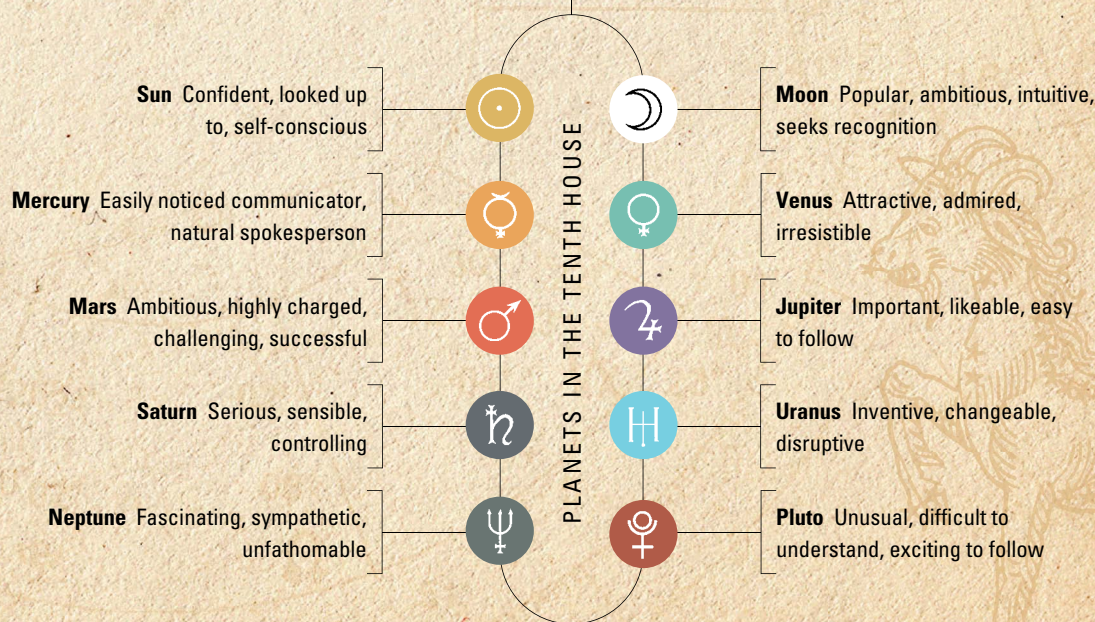 Sun Confident, looked up
to, self-conscious
Mercury Easily noticed communicator,
natural spokesperson
Mars Ambitious, highly charged,
challenging, successful
Saturn Serious, sensible,
controlling
Neptune Fascinating, sympathetic,
unfathomable
PLANETS IN THE TENTH HOUSE
Moon Popular, ambitious, intuitive,
seeks recognition
Venus Attractive, admired,
irresistible
Jupiter Important, likeable, easy
to follow
Uranus Inventive, changeable,
disruptive
Pluto Unusual, difficult to
understand, exciting to follow